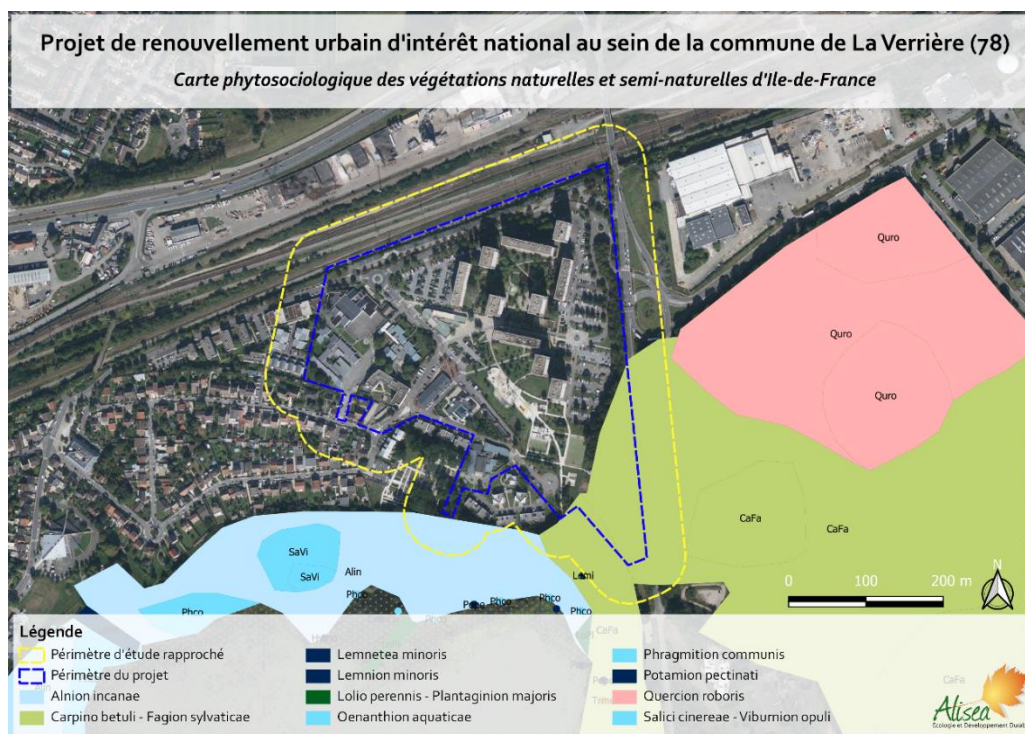 Projet de renouvellement urbain d'intérêt national au sein de la commune de La Verrière (78)
Carte phytosociologique des végétations naturelles et semi-naturelles d'Ile-de-France
Quro
Quro
Quro
CaFa
CaFa
SaVi
SaVi
Alin
Phco
Phco
Phco
Phco
Phco
Lemi
CaFa
N
0 100 200 m
Légende
Périmètre d'étude rapproché
Périmètre du projet
Alnion incanae
Carpino betuli - Fagion sylvaticae
Lemnetea minoris
Lemnion minoris
Lolio perennis - Plantaginion majoris
Oenanthion aquaticae
Phragmition communis
Potamion pectinati
Quercion roboris
Salici cinereae - Viburnion opuli
CaFa
Alisea
Ecologie et Développement Durable